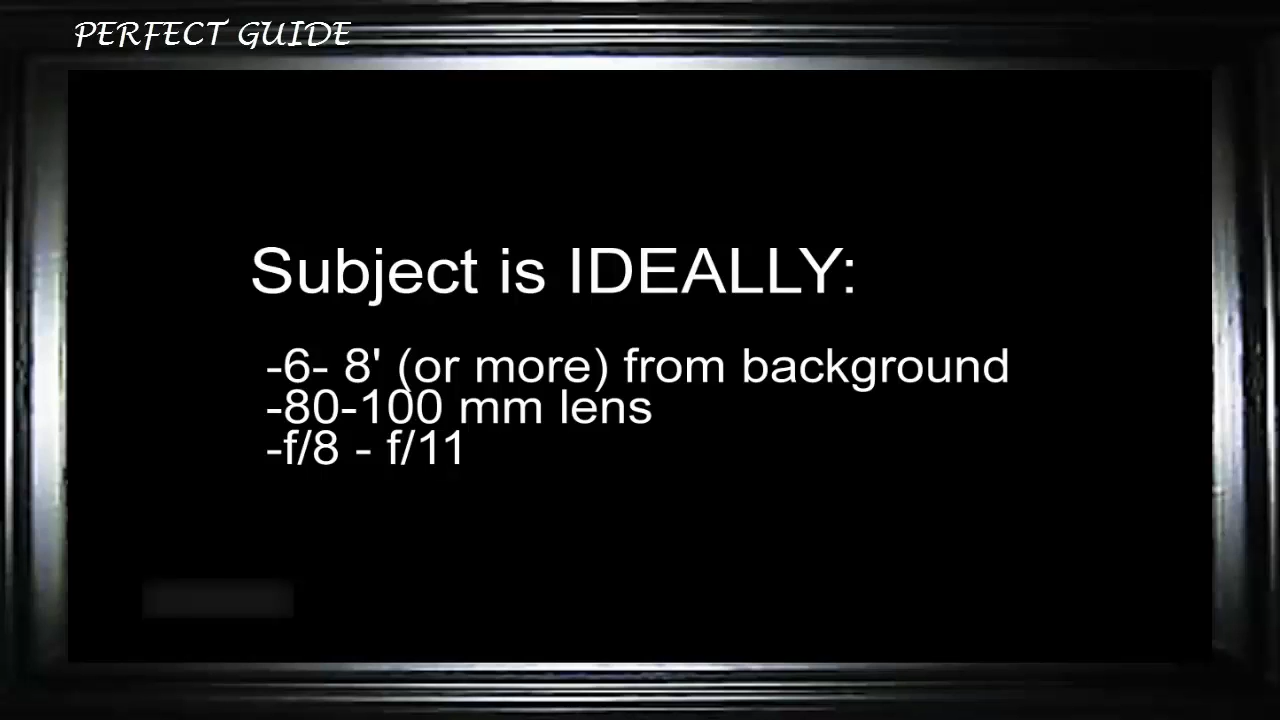 PERFECT GUIDE
Subject is IDEALLY:
-6- 8' (or more) from background
-80-100 mm lens
-f/8 - f/11